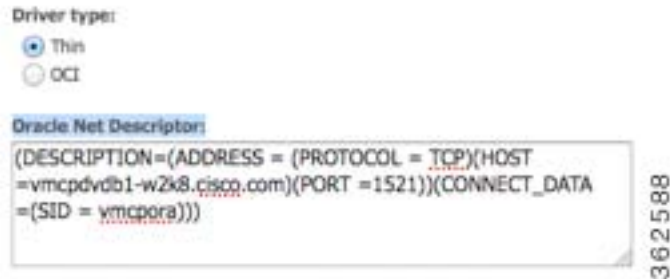 Driver type:
Thin
OCI
Oracle Net Descriptor:
(DESCRIPTION=(ADDRESS = (PROTOCOL = TCP)(HOST
=vmcpdvdb1-w2k8.cisco.com)(PORT =1521))(CONNECT_DATA
=(SID = vmcpora)))
362588